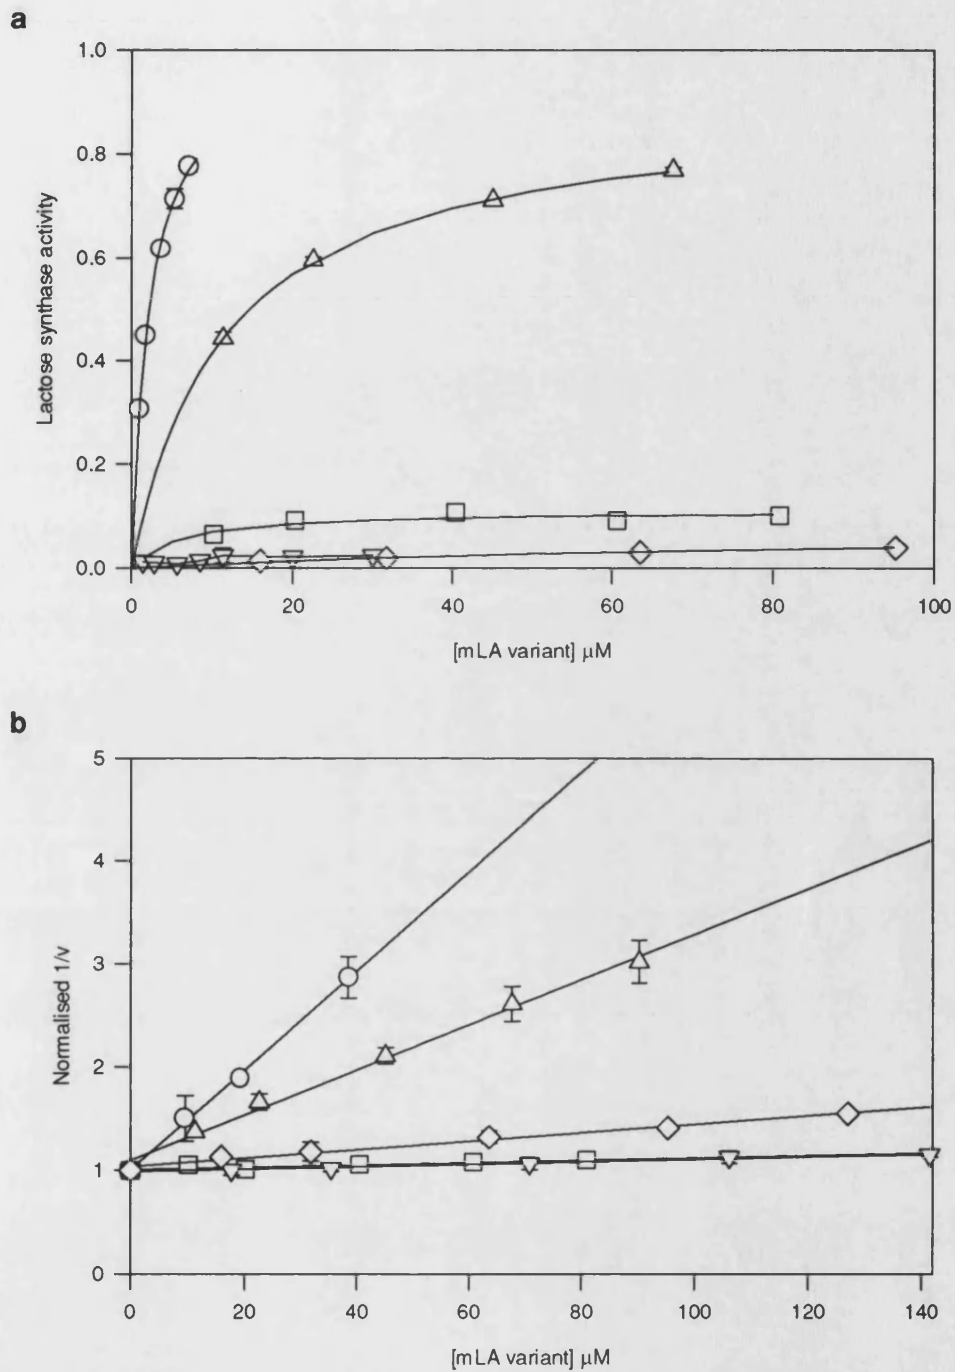 a
1.0
0.8
0.6
0.4
0.2
0.0
Lactose synthase activity
0 20 40 60 80 100
[mLA variant] μM
b
5
4
3
2
1
0
Normalised 1/v
0 20 40 60 80 100 120 140
[mLA variant] μM